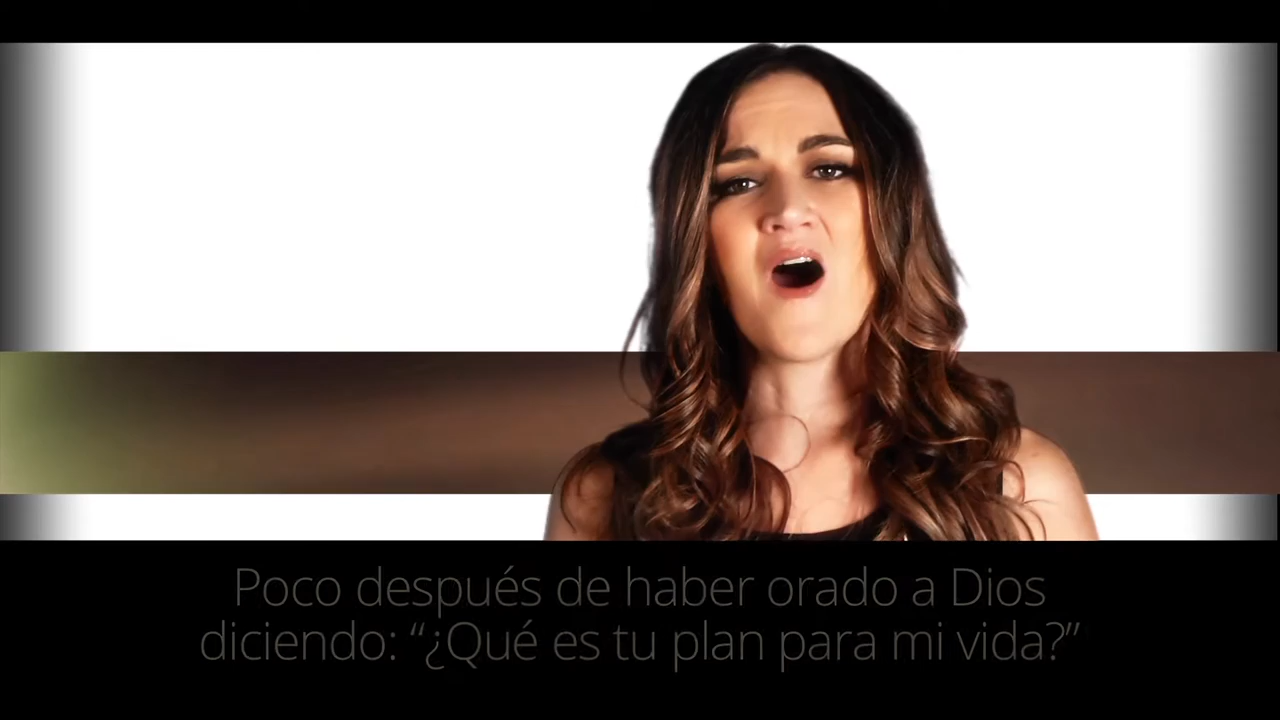 Poco después de haber orado a Dios
diciendo: “¿Qué es tu plan para mi vida?”